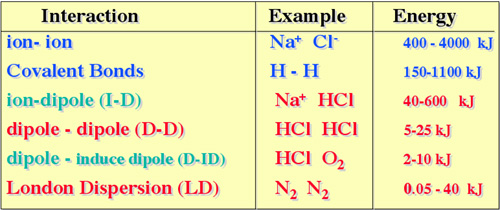 Interaction Example Energy
ion- ion Na⁺ Cl⁻ 400 - 4000 kJ
Covalent Bonds H - H 150-1100 kJ
ion-dipole (I-D) Na⁺ HCl 40-600 kJ
dipole - dipole (D-D) HCl HCl 5-25 kJ
dipole - induce dipole (D-ID) HCl O₂ 2-10 kJ
London Dispersion (LD) N₂ N₂ 0.05 - 40 kJ